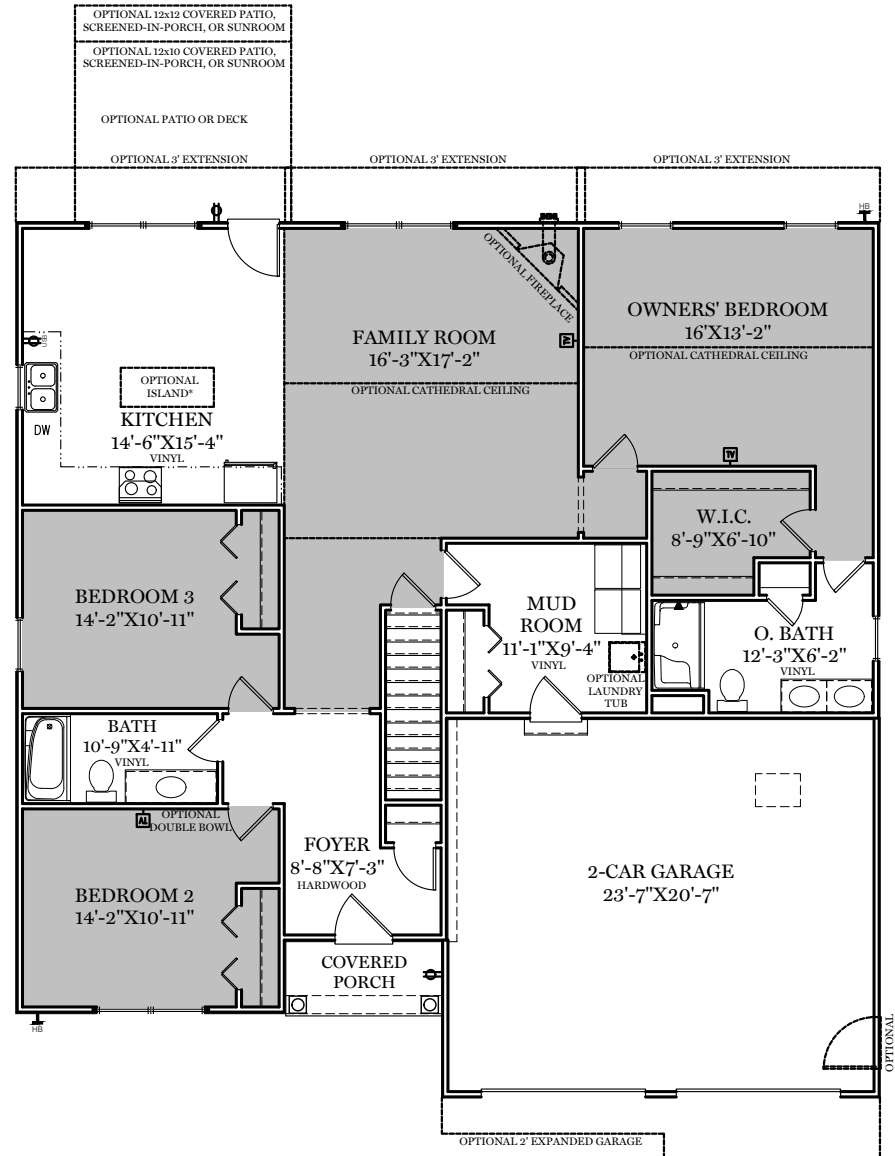 OPTIONAL 12x12 COVERED PATIO,
SCREENED-IN-PORCH, OR SUNROOM
OPTIONAL 12x10 COVERED PATIO,
SCREENED-IN-PORCH, OR SUNROOM
OPTIONAL PATIO OR DECK
OPTIONAL 3' EXTENSION
OPTIONAL 3' EXTENSION
OPTIONAL 3' EXTENSION
HB
OPTIONAL FIREPLACE
FAMILY ROOM
16'-3"X17'-2"
OPTIONAL CATHEDRAL CEILING
TV
OWNERS' BEDROOM
16'X13'-2"
OPTIONAL CATHEDRAL CEILING
TV
USB
DW
OPTIONAL
ISLAND*
KITCHEN
14'-6"X15'-4"
VINYL
W.I.C.
8'-9"X6'-10"
BEDROOM 3
14'-2"X10'-11"
MUD
ROOM
11'-1"X9'-4"
VINYL
OPTIONAL
LAUNDRY
TUB
O. BATH
12'-3"X6'-2"
VINYL
BATH
10'-9"X4'-11"
VINYL
TV
OPTIONAL
DOUBLE BOWL
FOYER
8'-8"X7'-3"
HARDWOOD
BEDROOM 2
14'-2"X10'-11"
2-CAR GARAGE
23'-7"X20'-7"
COVERED
PORCH
HB
OPTIONAL
OPTIONAL 2' EXPANDED GARAGE